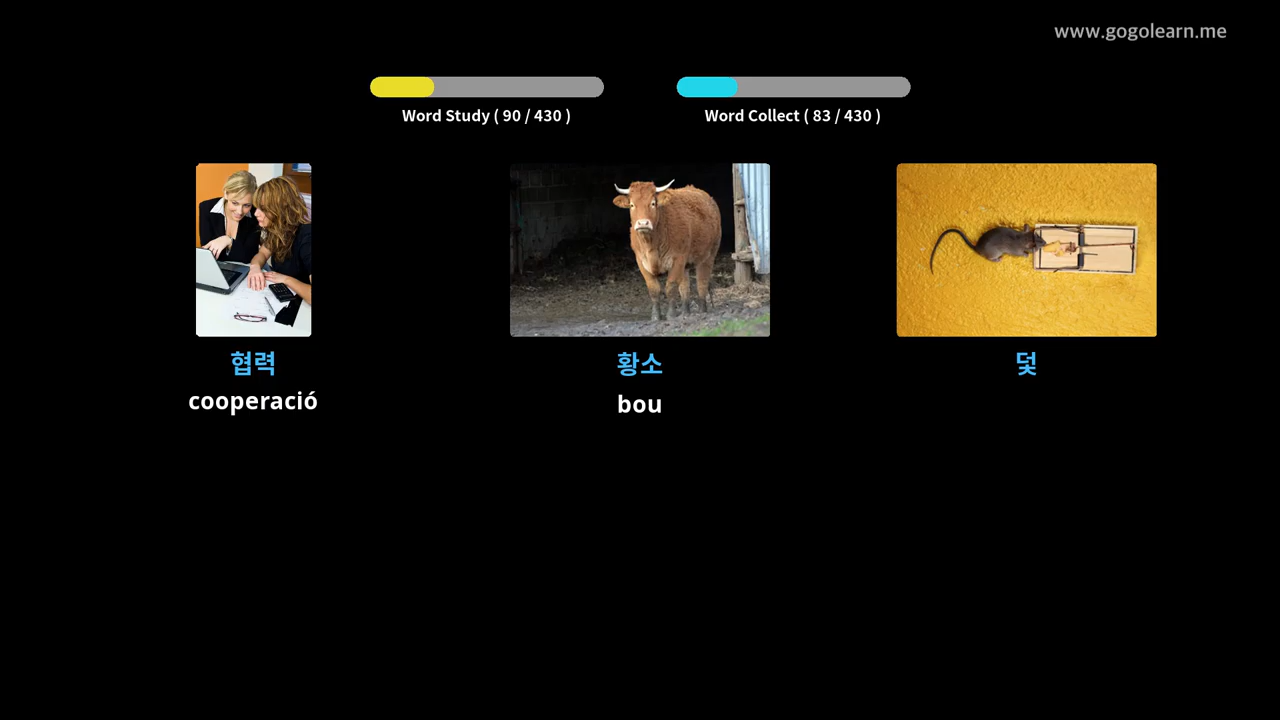 www.gogolearn.me
Word Study ( 90 / 430 )
Word Collect ( 83 / 430 )
협력
황소
덫
cooperació
bou